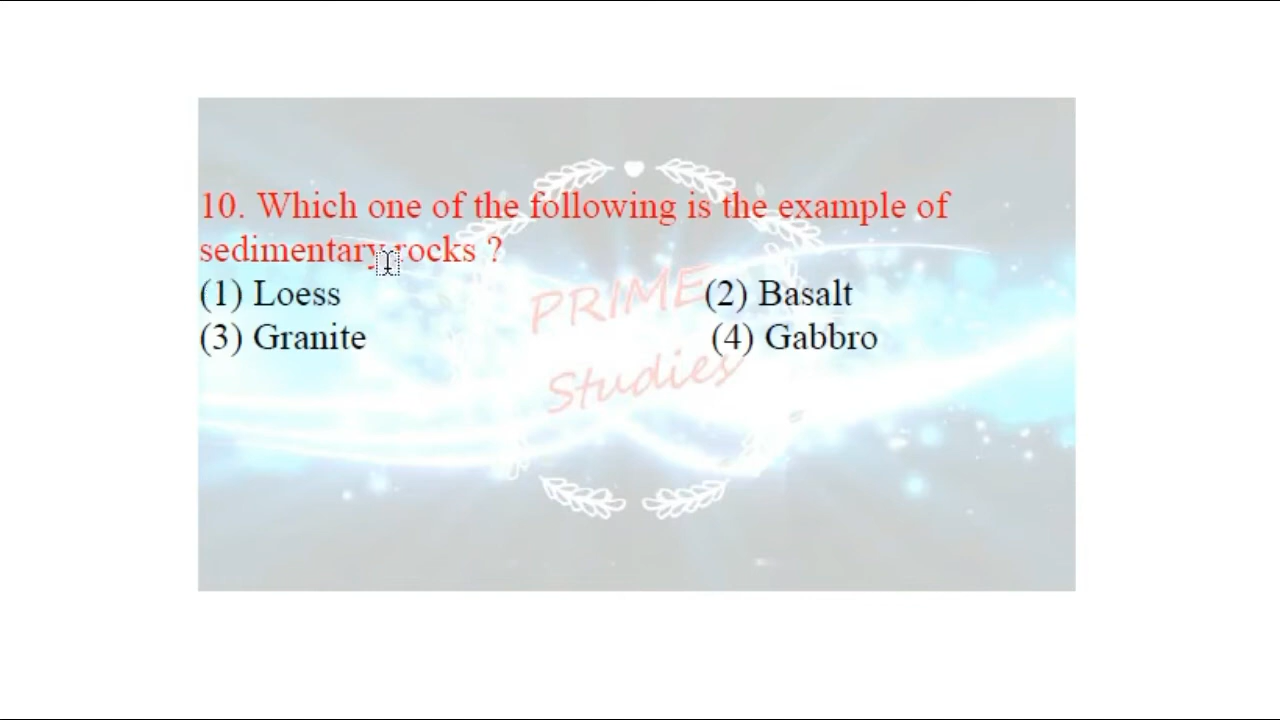 10. Which one of the following is the example of
sedimentary rocks ?
(1) Loess (2) Basalt
(3) Granite (4) Gabbro
PRIME
Studies